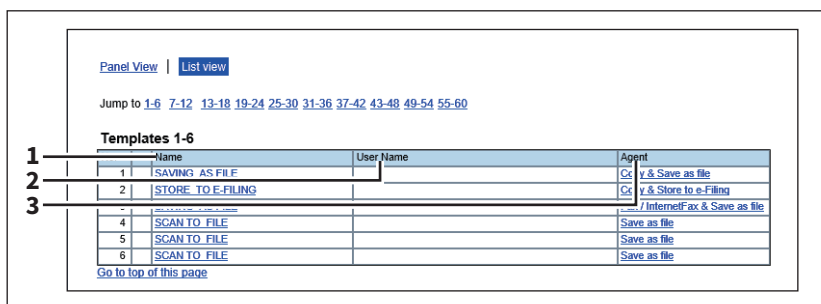 Panel View | List view
Jump to 1-6 7-12 13-18 19-24 25-30 31-36 37-42 43-48 49-54 55-60
Templates 1-6
1 Name User Name Agent
1 SAVING AS FILE Copy & Save as file
2
2 STORE TO E-FILING Copy & Store to e-Filing
3 InternetFax & Save as file
4 SCAN TO FILE Save as file
5 SCAN TO FILE Save as file
6 SCAN TO FILE Save as file
Go to top of this page